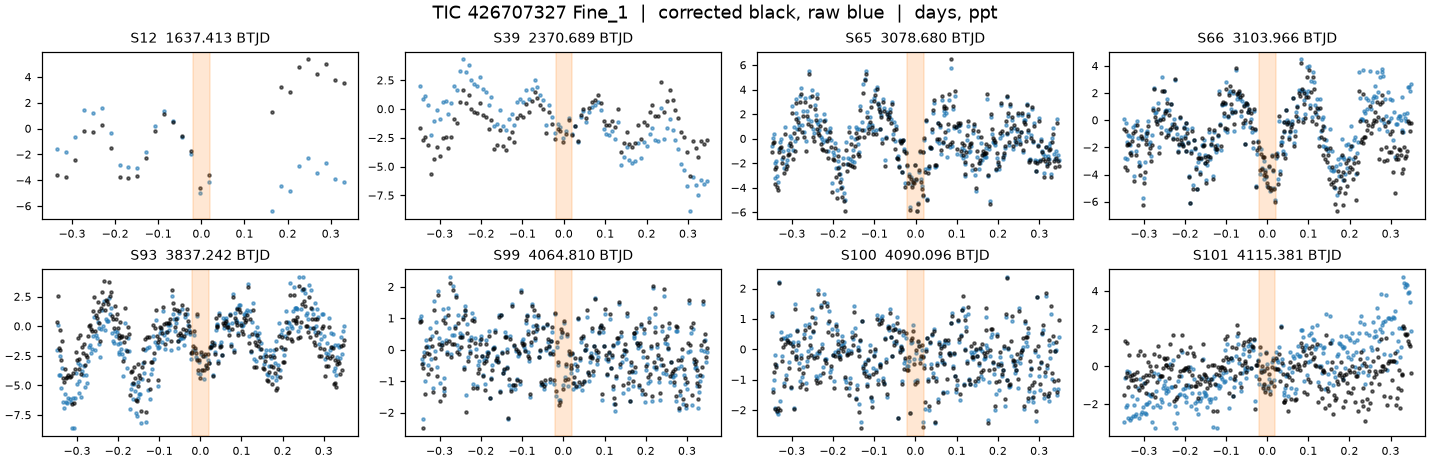 TIC 426707327 Fine_1 | corrected black, raw blue | days, ppt
S12 1637.413 BTJD
S39 2370.689 BTJD
S65 3078.680 BTJD
S66 3103.966 BTJD
4
2
0
−2
−4
−6
−0.3 −0.2 −0.1 0.0 0.1 0.2 0.3
2.5
0.0
−2.5
−5.0
−7.5
−0.3 −0.2 −0.1 0.0 0.1 0.2 0.3
6
4
2
0
−2
−4
−6
−0.3 −0.2 −0.1 0.0 0.1 0.2 0.3
4
2
0
−2
−4
−6
−0.3 −0.2 −0.1 0.0 0.1 0.2 0.3
S93 3837.242 BTJD
S99 4064.810 BTJD
S100 4090.096 BTJD
S101 4115.381 BTJD
2.5
0.0
−2.5
−5.0
−7.5
−0.3 −0.2 −0.1 0.0 0.1 0.2 0.3
2
1
0
−1
−2
−0.3 −0.2 −0.1 0.0 0.1 0.2 0.3
2
1
0
−1
−2
−0.3 −0.2 −0.1 0.0 0.1 0.2 0.3
4
2
0
−2
−0.3 −0.2 −0.1 0.0 0.1 0.2 0.3